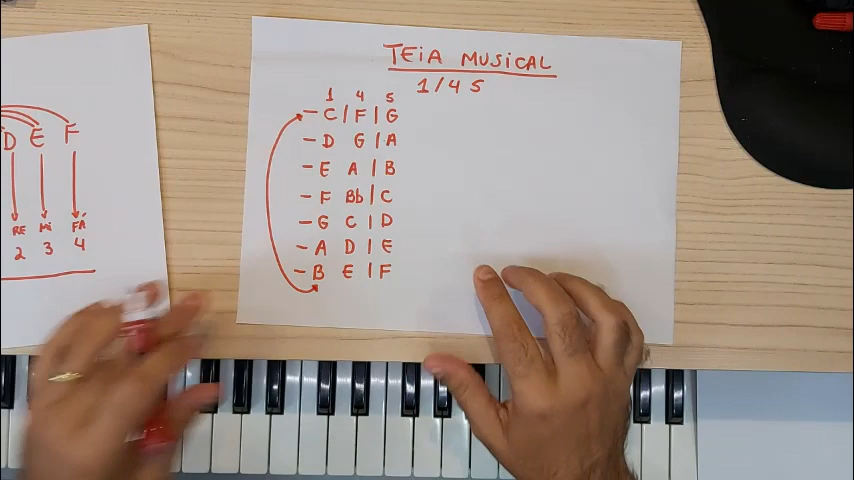 TEIA MUSICAL
1/4 5
1 4 5
- C | F | G
- D G | A
- E A | B
- F Bb | C
- G C | D
- A D | E
- B E | F
D E F
RE Mi FÁ
2 3 4